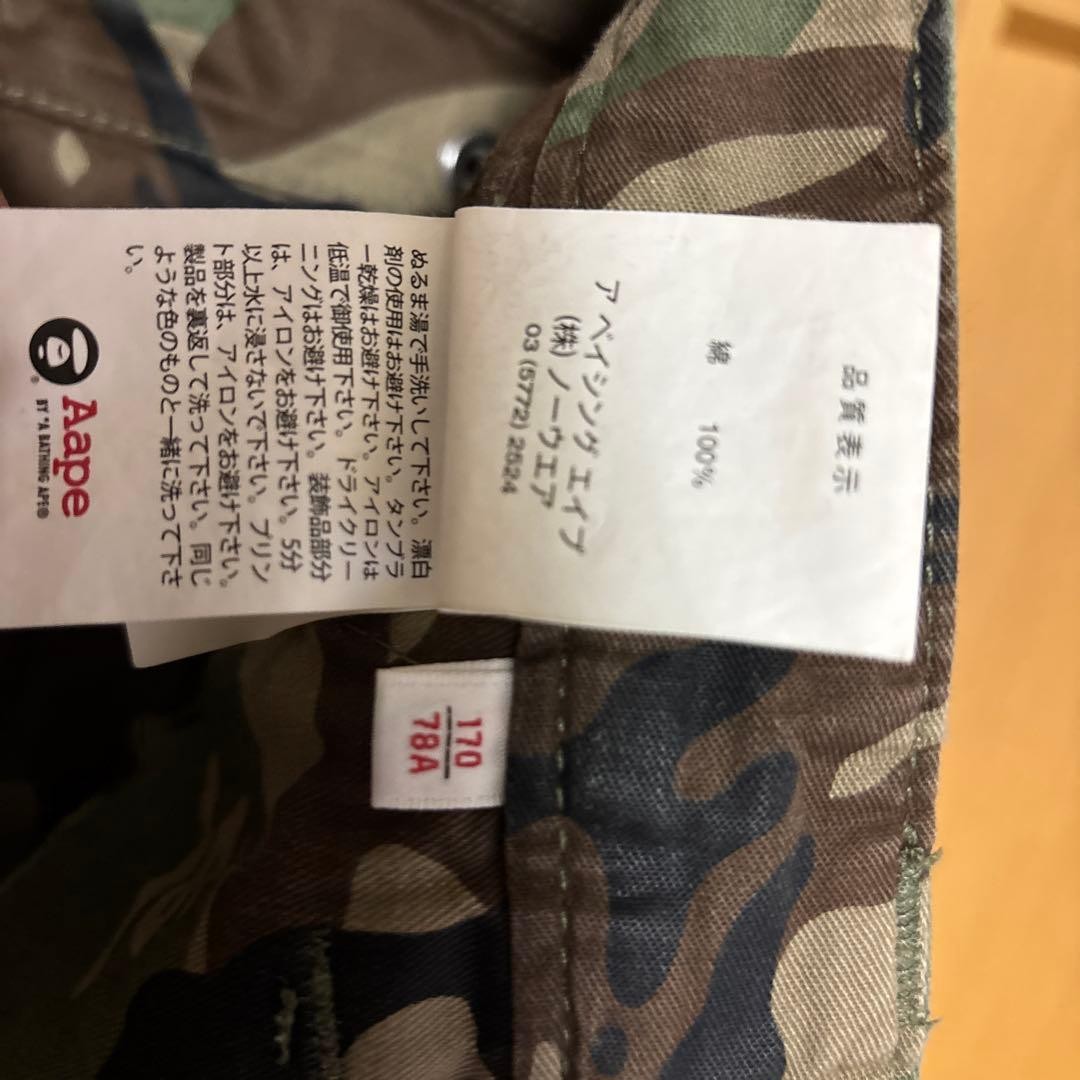 品質表示
綿 100%
アベイシングエイプ
(株)ノーウエア
03 (5772) 2524
ぬるま湯で手洗いして下さい。漂白
剤の使用はお避け下さい。タンブラ
ー乾燥はお避け下さい。アイロンは
低温で御使用下さい。ドライクリー
ニングはお避け下さい。装飾品部分
は、アイロンをお避け下さい。5分
以上水に浸さないで下さい。プリン
ト部分は、アイロンをお避け下さい。
製品を裏返して洗って下さい。同じ
ような色のものと一緒に洗って下さ
い。
Aape
BY *A BATHING APE®
170
78A